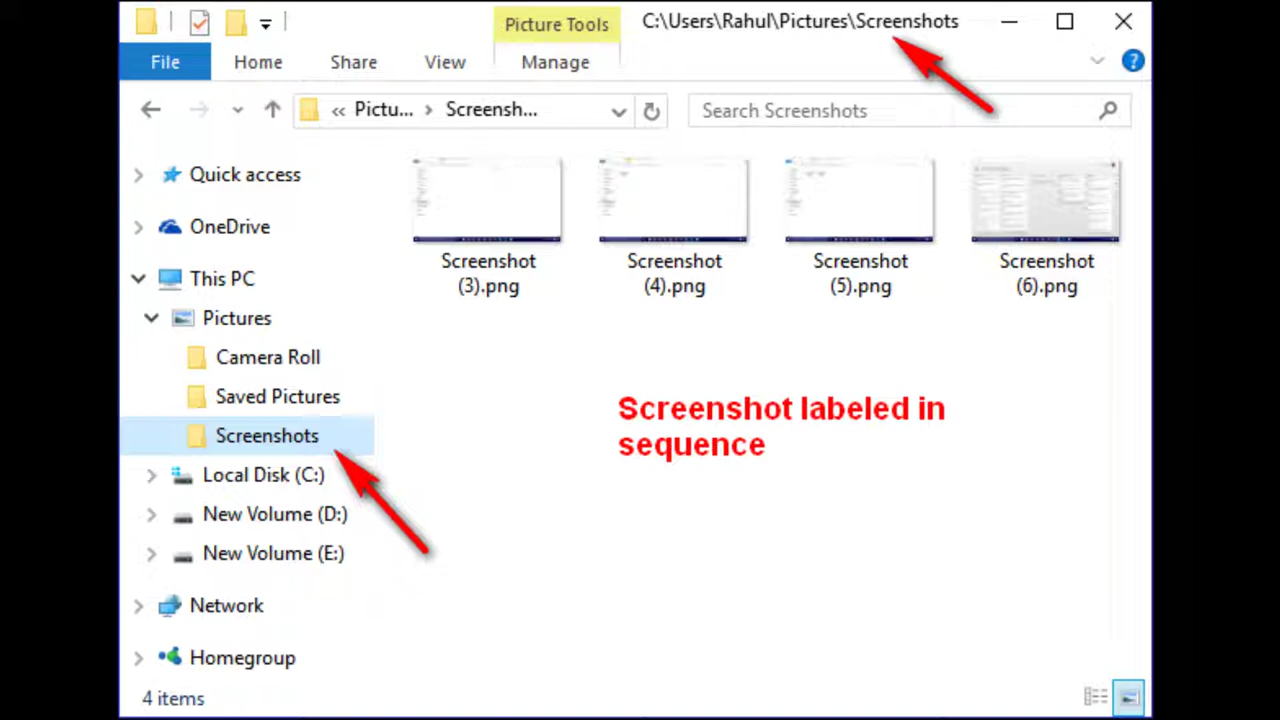 Picture Tools
C:\Users\Rahul\Pictures\Screenshots
File
Home
Share
View
Manage
?
« Pictu... > Screensh...
Search Screenshots
Quick access
OneDrive
This PC
Pictures
Camera Roll
Saved Pictures
Screenshots
Local Disk (C:)
New Volume (D:)
New Volume (E:)
Network
Homegroup
Screenshot
(3).png
Screenshot
(4).png
Screenshot
(5).png
Screenshot
(6).png
Screenshot labeled in
sequence
4 items